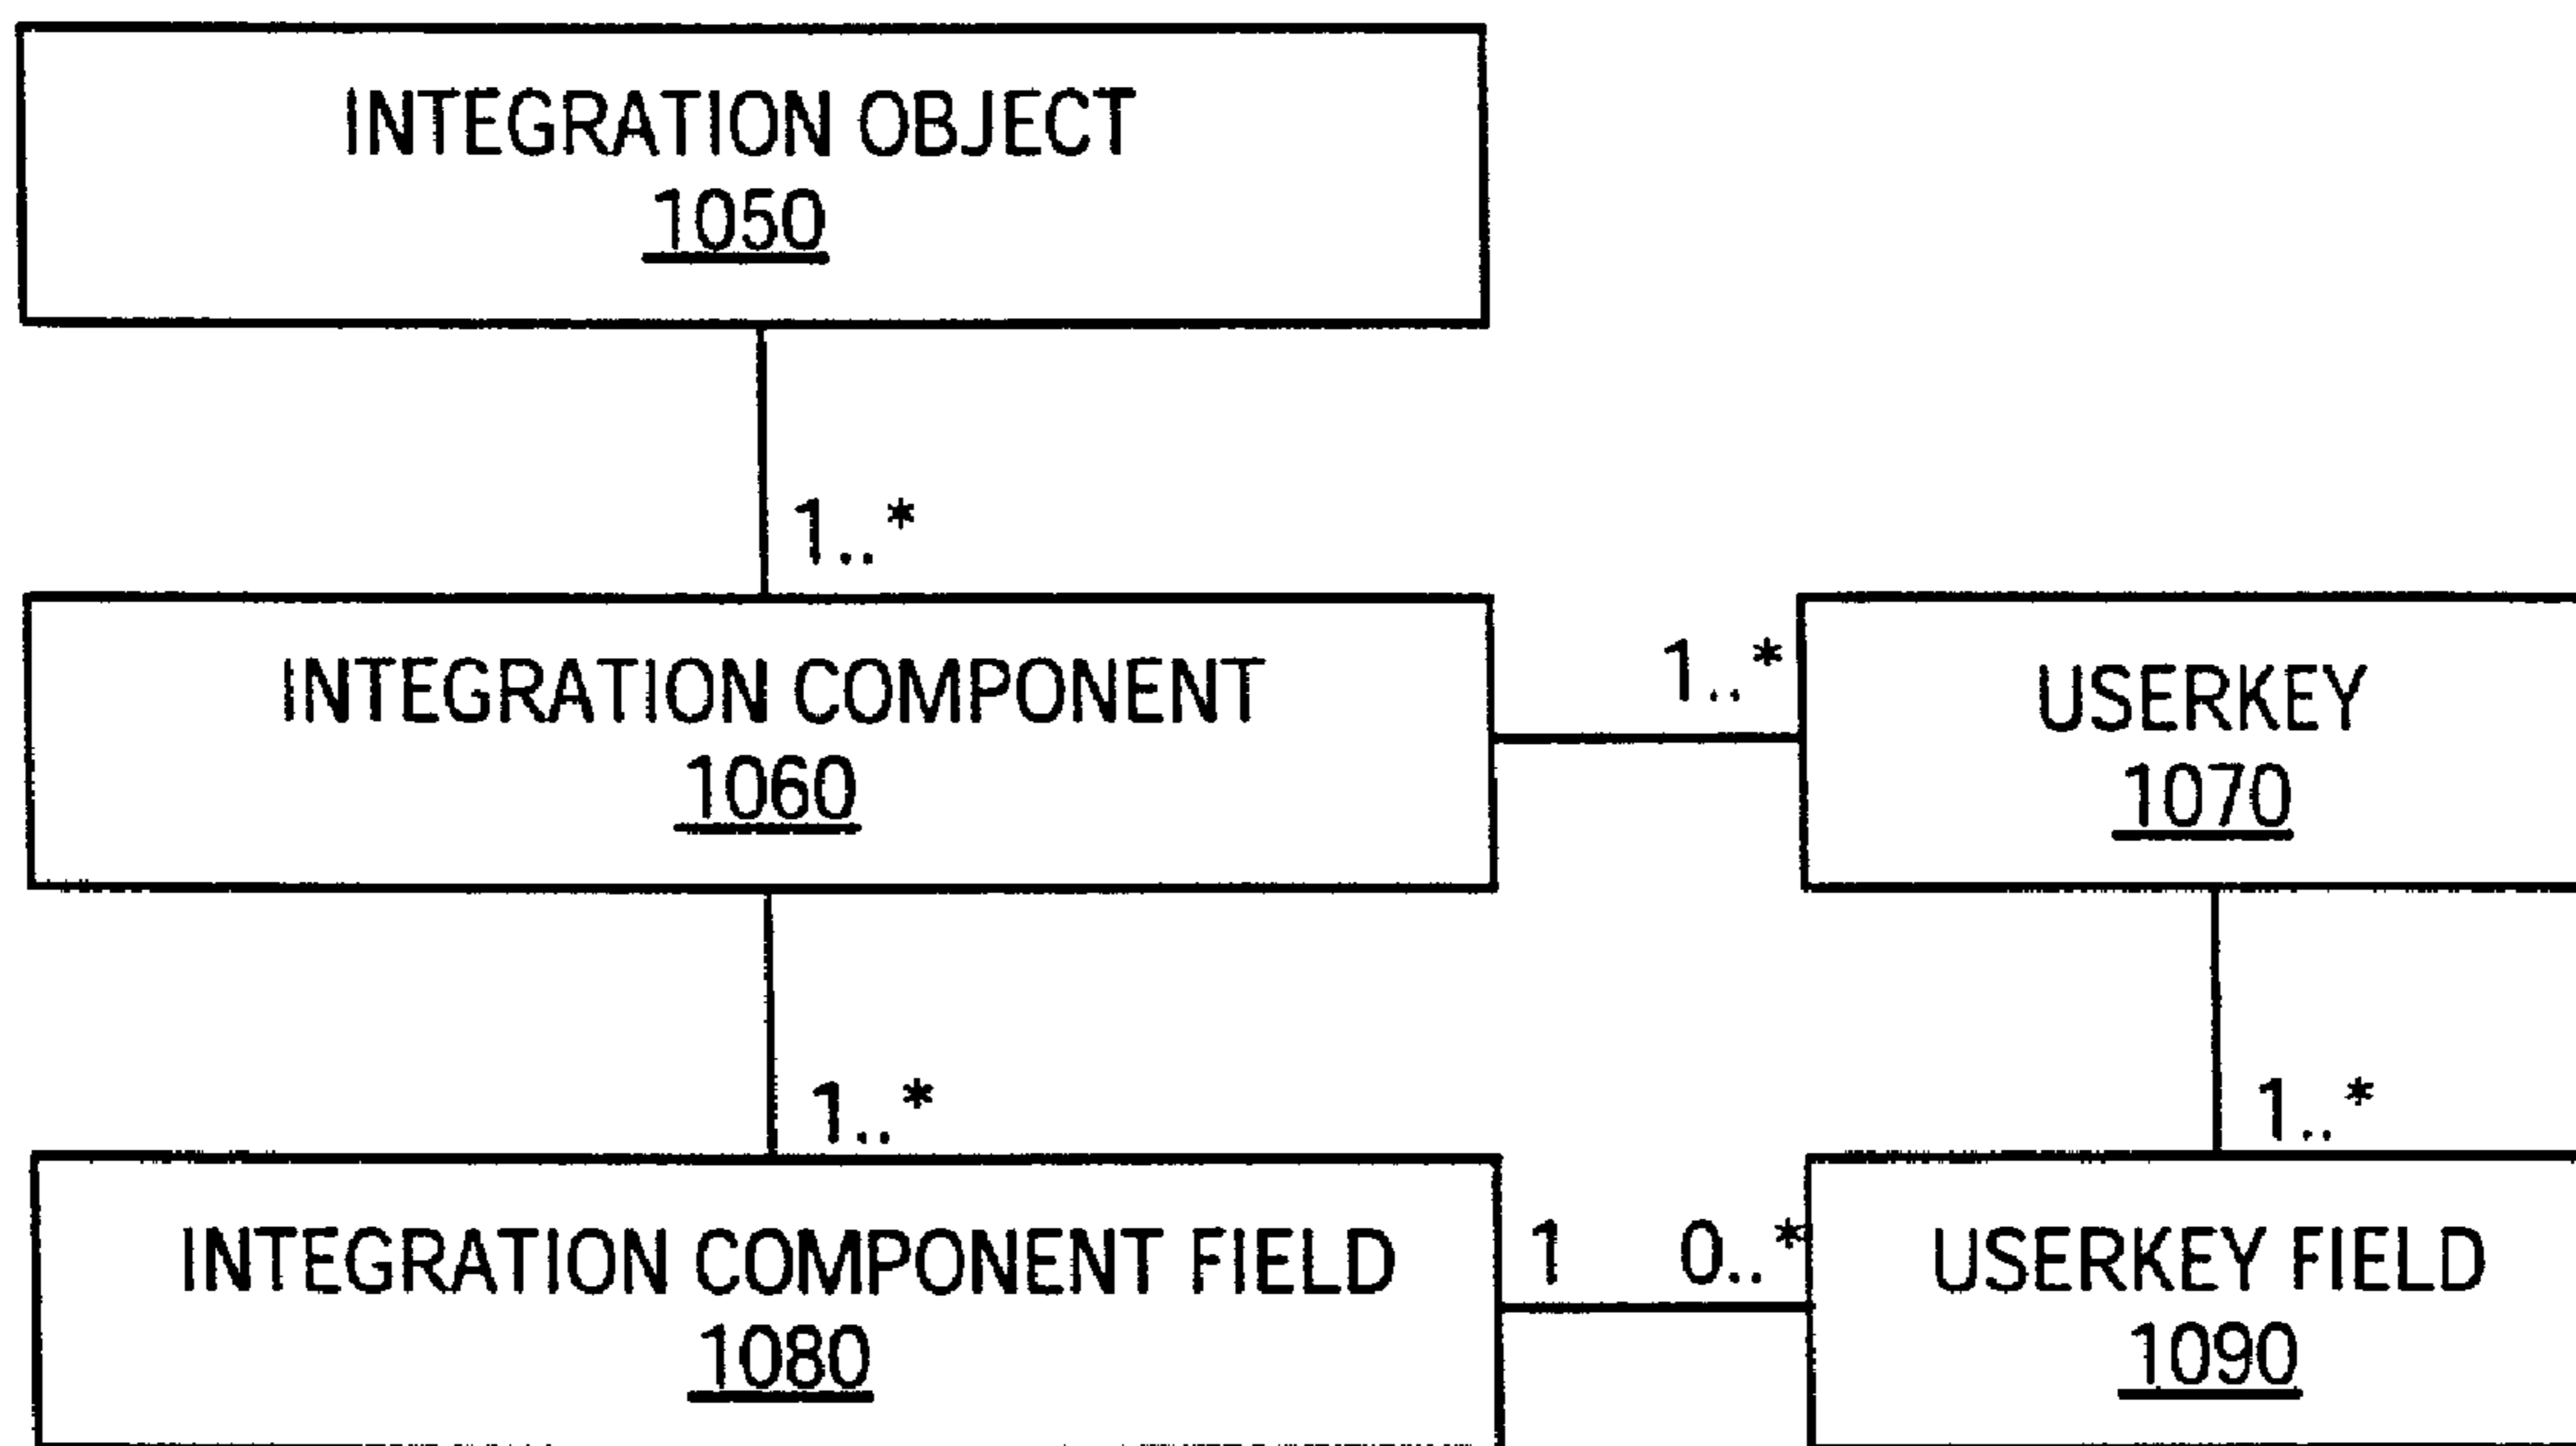 INTEGRATION OBJECT
1050
1..*
INTEGRATION COMPONENT
1060
1..*
USERKEY
1070
1..*
1..*
INTEGRATION COMPONENT FIELD
1080
1 0..*
USERKEY FIELD
1090